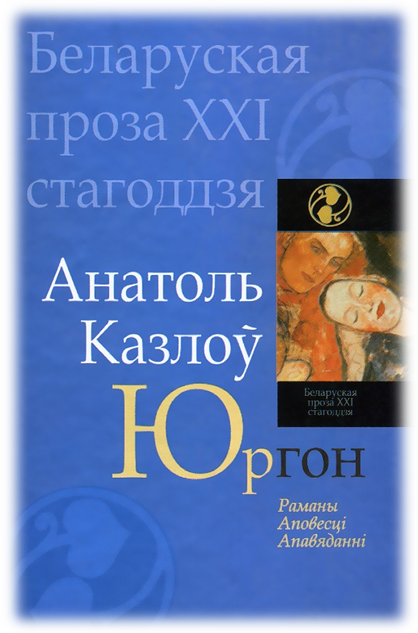 Беларуская
проза XXI
стагоддзя
Анатоль
Казлоў
Беларуская
проза XXI
стагоддзя
Юргон
Раманы
Аповесці
Апавяданні